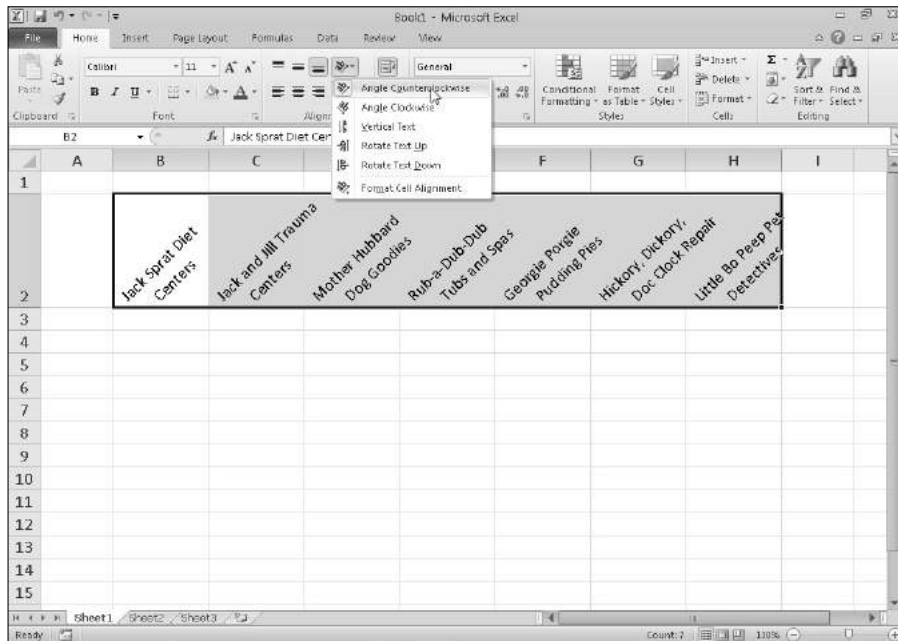 Book1 - Microsoft Excel
File Home Insert Page Layout Formulas Data Review View
Paste
Calibri 11 A A
B I U A
General
Conditional Formatting
Format as Table
Cell Styles
Insert
Delete
Format
Σ
Sort & Filter
Find & Select
Clipboard Font Alignm Styles Cells Editing
Angle Counterclockwise
Angle Clockwise
Vertical Text
Rotate Text Up
Rotate Text Down
Format Cell Alignment
B2 fx Jack Sprat Diet Cen
A B C F G H I
1
2
Jack Sprat Diet
Centers
Jack and Jill Trauma
Centers
Mother Hubbard
Dog Goodies
Rub-a-Dub-Dub
Tubs and Spas
Georgie Porgie
Pudding Pies
Hickory, Dickory,
Doc Clock Repair
Little Bo Peep Pet
Detectives
3
4
5
6
7
8
9
10
11
12
13
14
15
Sheet1 Sheet2 Sheet3
Ready Count: 7 110%